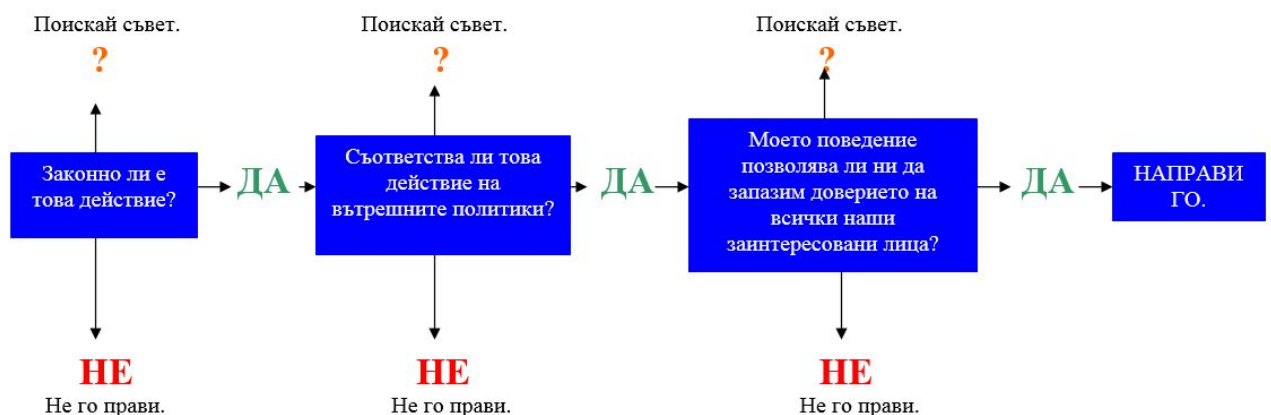 Поискай съвет.
?
Поискай съвет.
?
Поискай съвет.
?
Законно ли е
това действие?
ДА
Съответства ли това
действие на
вътрешните политики?
ДА
Моето поведение
позволява ли ни да
запазим доверието на
всички наши
заинтересовани лица?
ДА
НАПРАВИ
ГО.
НЕ
Не го прави.
НЕ
Не го прави.
НЕ
Не го прави.